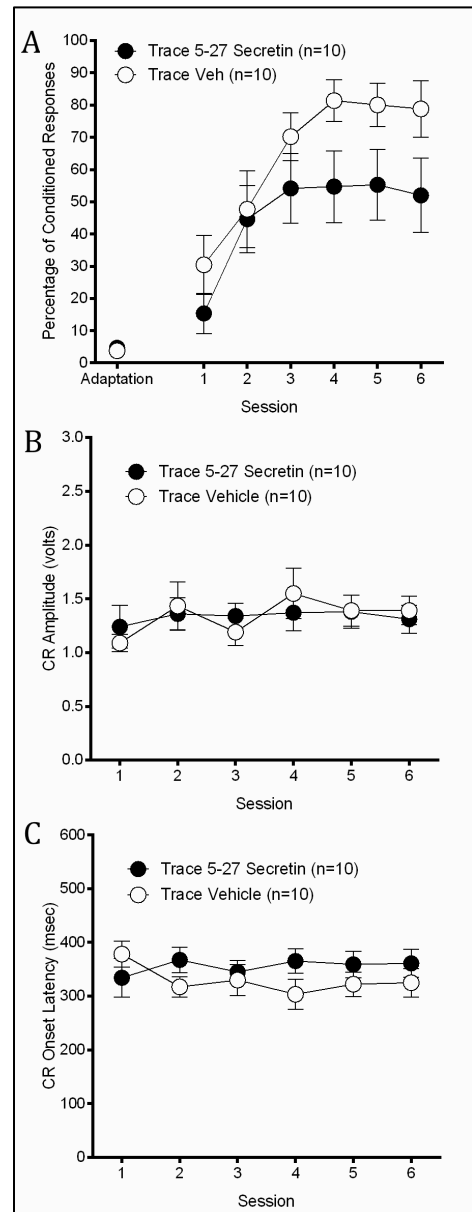 A
Trace 5-27 Secretin (n=10)
Trace Veh (n=10)
Percentage of Conditioned Responses
100
90
80
70
60
50
40
30
20
10
0
Adaptation 1 2 3 4 5 6
Session
B
Trace 5-27 Secretin (n=10)
Trace Vehicle (n=10)
CR Amplitude (volts)
3.0
2.5
2.0
1.5
1.0
0.5
0.0
1 2 3 4 5 6
Session
C
Trace 5-27 Secretin (n=10)
Trace Vehicle (n=10)
CR Onset Latency (msec)
600
500
400
300
200
100
0
1 2 3 4 5 6
Session